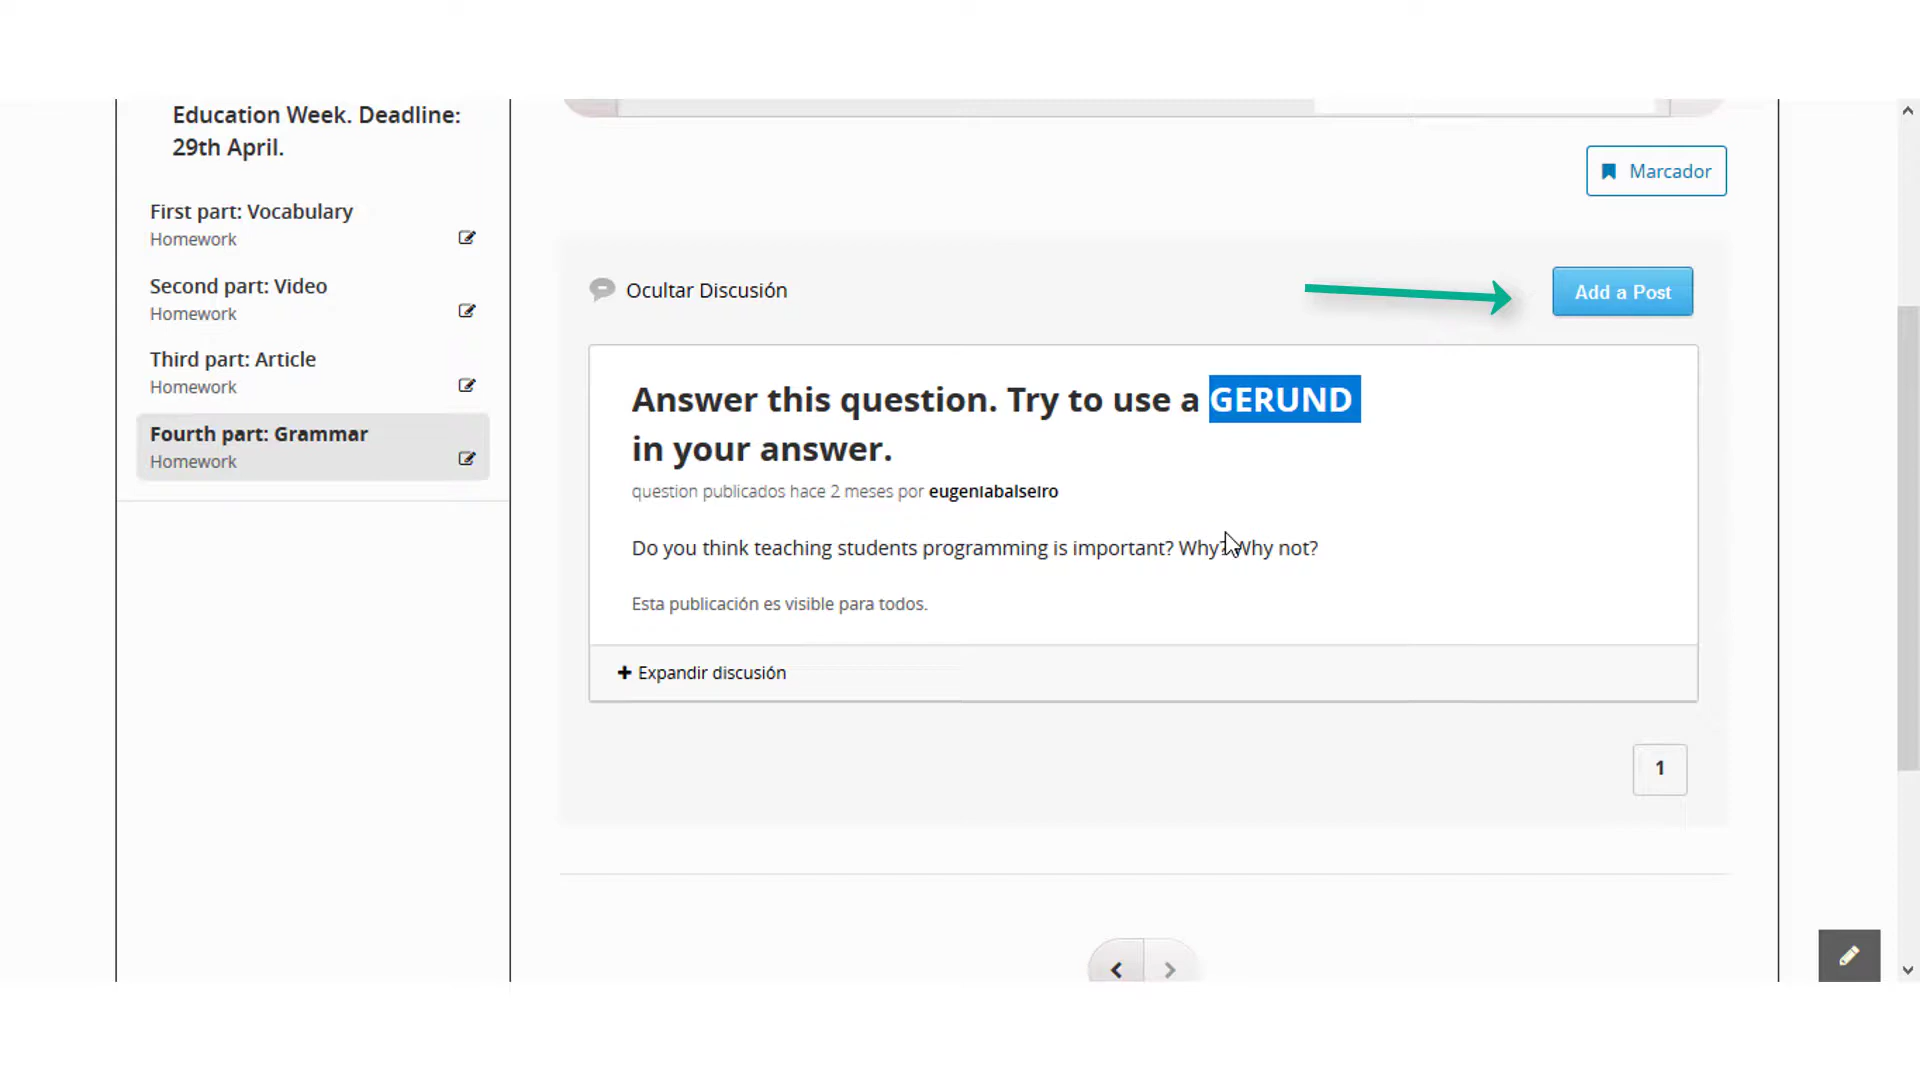 Education Week. Deadline:
29th April.
First part: Vocabulary
Homework
Second part: Video
Homework
Third part: Article
Homework
Fourth part: Grammar
Homework
Marcador
Ocultar Discusión
Add a Post
Answer this question. Try to use a GERUND
in your answer.
question publicados hace 2 meses por eugeniabalseiro
Do you think teaching students programming is important? Why? Why not?
Esta publicación es visible para todos.
Expandir discusión
1